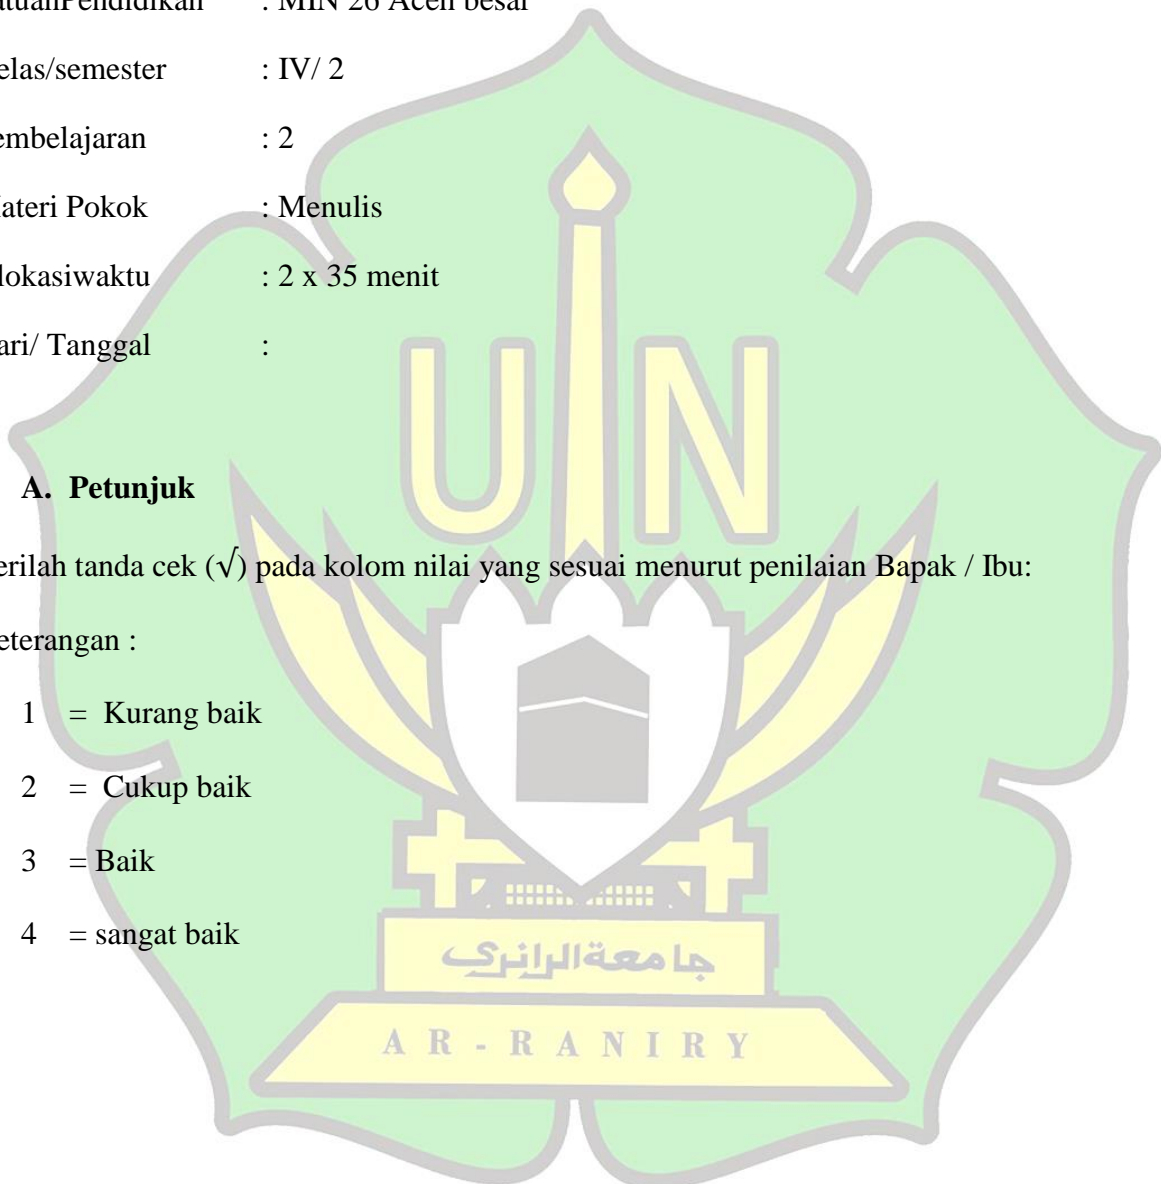 atuanPendidikan : MIN 26 Aceh besar
elas/semester : IV/ 2
embelajaran : 2
ateri Pokok : Menulis
lokasiwaktu : 2 x 35 menit
ari/ Tanggal :
UIN
A. Petunjuk
erilah tanda cek (√) pada kolom nilai yang sesuai menurut penilaian Bapak / Ibu:
eterangan :
1 = Kurang baik
2 = Cukup baik
3 = Baik
4 = sangat baik
جامعة الرانري
AR-RANIRY